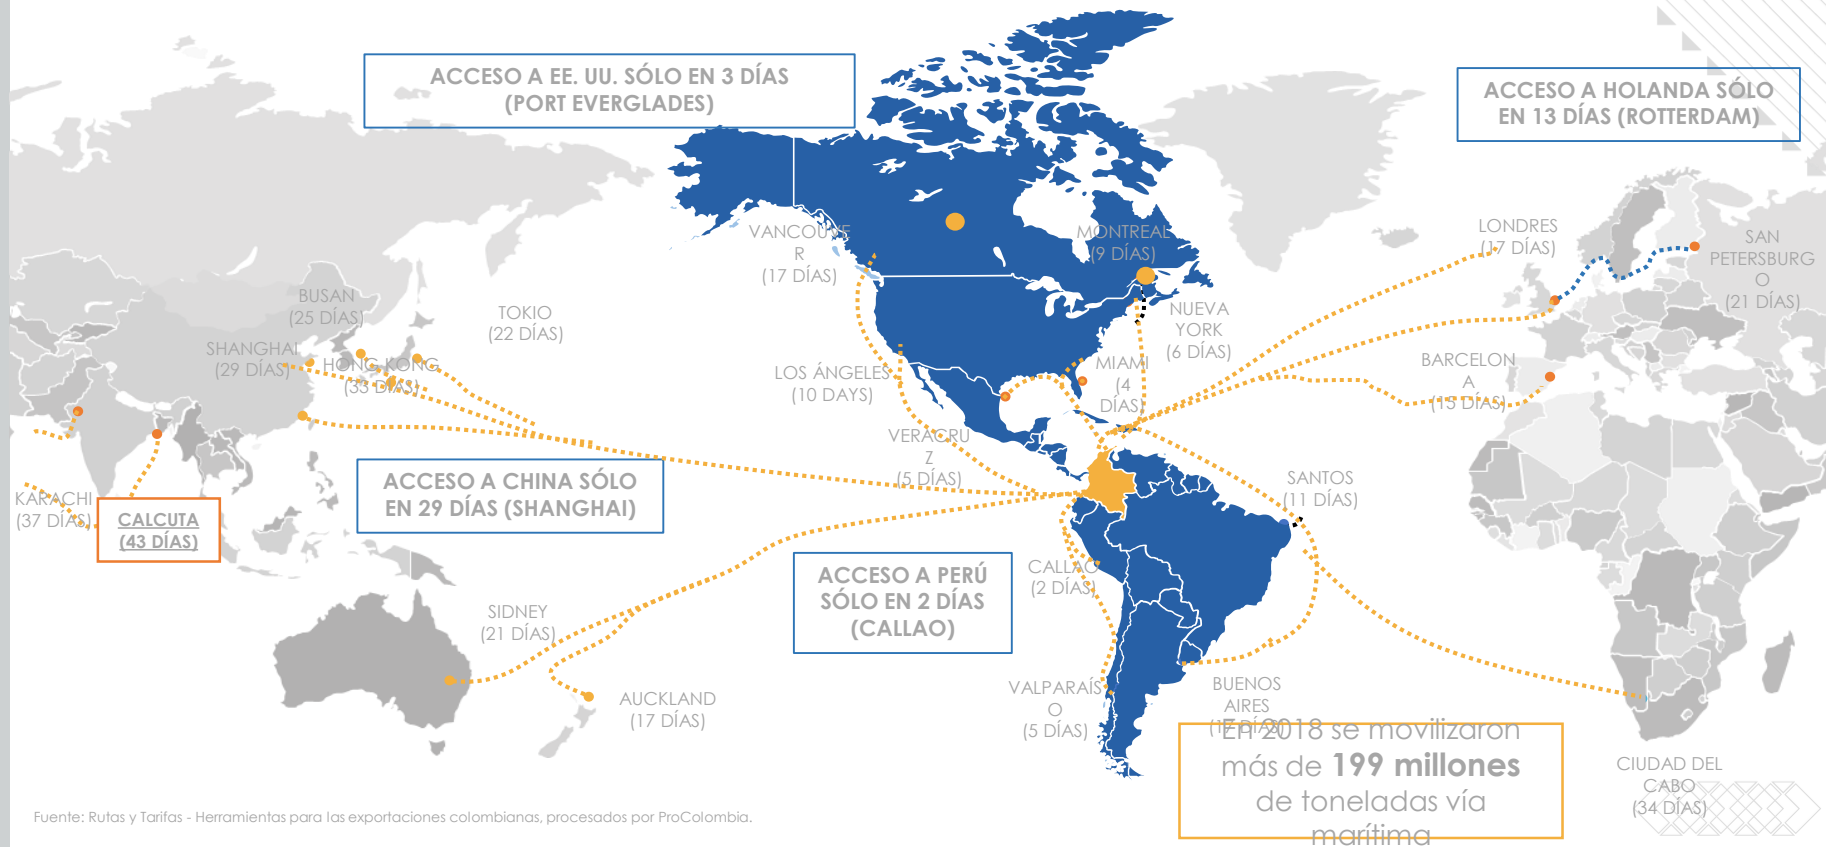 ACCESO A EE. UU. SÓLO EN 3 DÍAS
(PORT EVERGLADES)
ACCESO A HOLANDA SÓLO
EN 13 DÍAS (ROTTERDAM)
VANCOUVE
R
(17 DÍAS)
MONTREAL
(9 DÍAS)
LONDRES
(17 DÍAS)
SAN
PETERSBURG
O
(21 DÍAS)
BUSAN
(25 DÍAS)
TOKIO
(22 DÍAS)
NUEVA
YORK
(6 DÍAS)
SHANGHAI
(29 DÍAS)
HONG KONG
(33 DÍAS)
LOS ÁNGELES
(10 DAYS)
MIAMI
(4
DÍAS)
BARCELON
A
(15 DÍAS)
VERACRU
Z
(5 DÍAS)
ACCESO A CHINA SÓLO
EN 29 DÍAS (SHANGHAI)
SANTOS
(11 DÍAS)
KARACHI
(37 DÍAS)
CALCUTA
(43 DÍAS)
ACCESO A PERÚ
SÓLO EN 2 DÍAS
(CALLAO)
CALLAO
(2 DÍAS)
SIDNEY
(21 DÍAS)
AUCKLAND
(17 DÍAS)
VALPARAÍS
O
(5 DÍAS)
BUENOS
AIRES
(17 DÍAS)
En 2018 se movilizaron
más de 199 millones
de toneladas vía
marítima
CIUDAD DEL
CABO
(34 DÍAS)
Fuente: Rutas y Tarifas - Herramientas para las exportaciones colombianas, procesados por ProColombia.